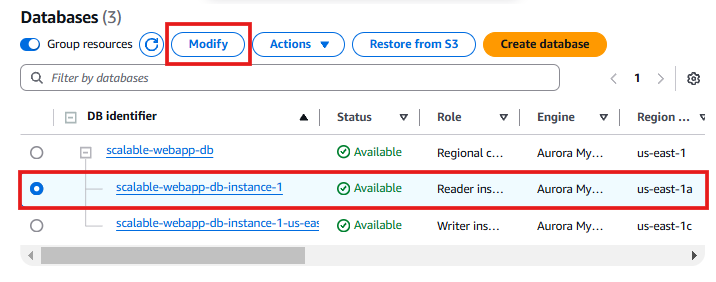 Databases (3)
Group resources Modify Actions Restore from S3 Create database
Filter by databases 1
DB identifier Status Role Engine Region ...
scalable-webapp-db Available Regional c... Aurora My... us-east-1
scalable-webapp-db-instance-1 Available Reader ins... Aurora My... us-east-1a
scalable-webapp-db-instance-1-us-eas Available Writer ins... Aurora My... us-east-1c